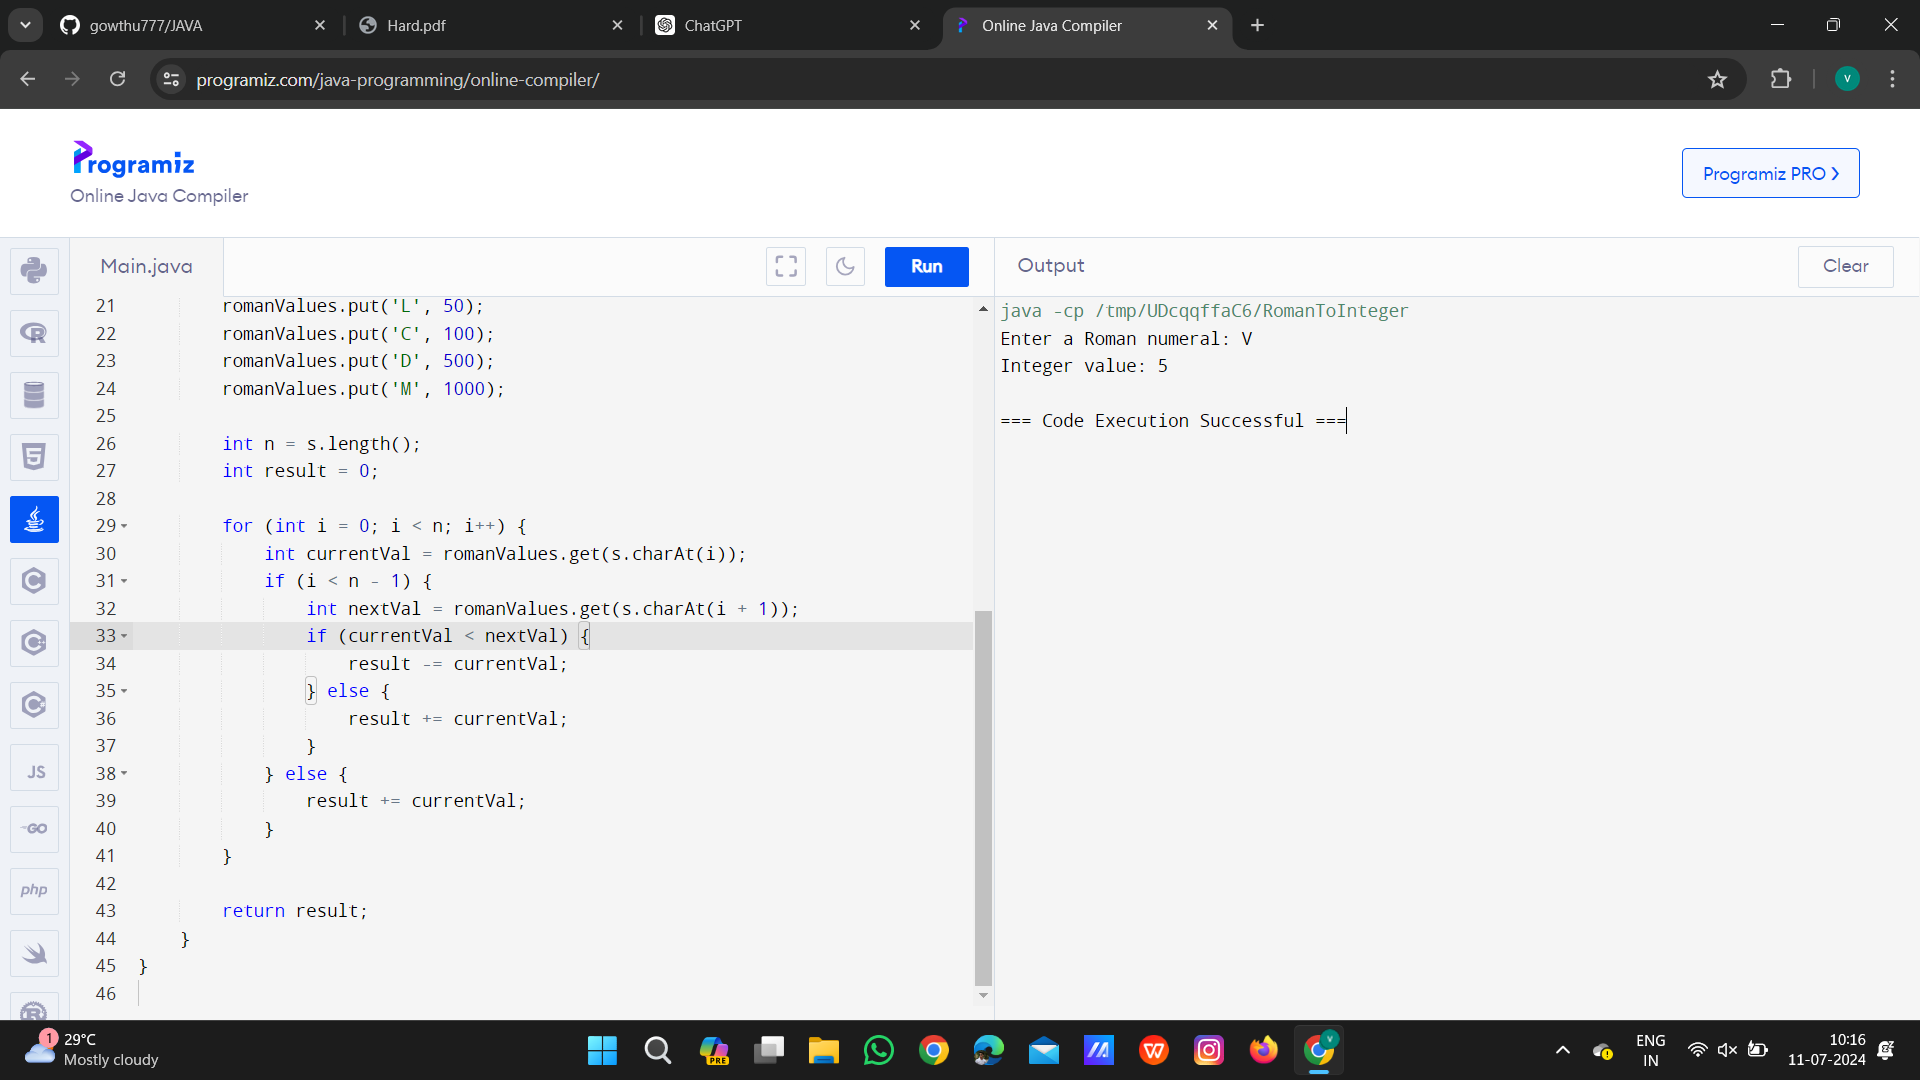 gowthu777/JAVA
Hard.pdf
ChatGPT
Online Java Compiler
programiz.com/java-programming/online-compiler/
V
Programiz
Online Java Compiler
Programiz PRO
Main.java
Run
Output
Clear
21 romanValues.put('L', 50);
22 romanValues.put('C', 100);
23 romanValues.put('D', 500);
24 romanValues.put('M', 1000);
25
26 int n = s.length();
27 int result = 0;
28
29 for (int i = 0; i < n; i++) {
30 int currentVal = romanValues.get(s.charAt(i));
31 if (i < n - 1) {
32 int nextVal = romanValues.get(s.charAt(i + 1));
33 if (currentVal < nextVal) {
34 result -= currentVal;
35 } else {
36 result += currentVal;
37 }
38 } else {
39 result += currentVal;
40 }
41 }
42
43 return result;
44 }
45 }
46
java -cp /tmp/UDcqqffaC6/RomanToInteger
Enter a Roman numeral: V
Integer value: 5
=== Code Execution Successful ===
JS
GO
php
1
29°C
Mostly cloudy
PRE
W
V
ENG
IN
10:16
11-07-2024